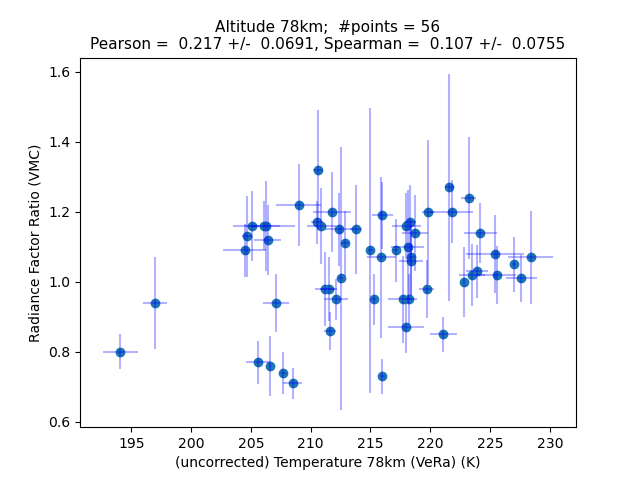 Altitude 78km;  #points = 56
Pearson =  0.217 +/-  0.0691, Spearman =  0.107 +/-  0.0755
1.6
1.4
1.2
1.0
0.8
0.6
Radiance Factor Ratio (VMC)
195 200 205 210 215 220 225 230
(uncorrected) Temperature 78km (VeRa) (K)